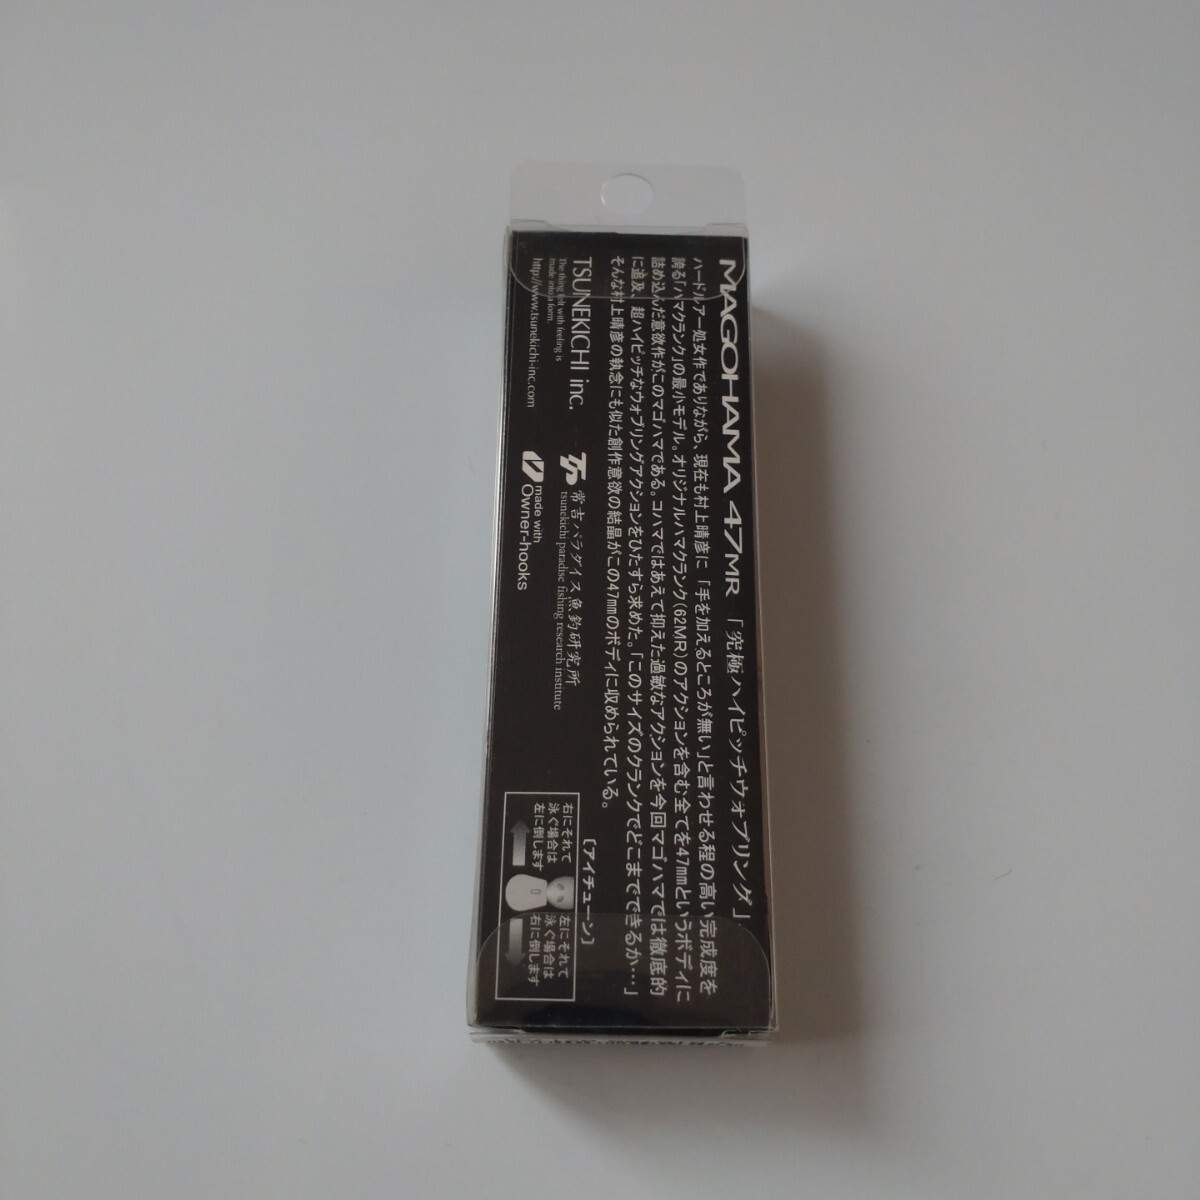 MAGOHAMA 47MR 「究極ハイピッチウォブリング」
ハードルアー処女作でありながら、現在も村上晴彦に「手を加えるところが無い」と言わせる程の高い完成度を
誇る「ハマクランク」の最小モデル。オリジナルハマクランク(62MR)のアクションを含む全てを47mmというボディに
詰め込んだ意欲作がこのマゴハマである。コハマではあえて抑えた過敏なアクションを今回マゴハマでは徹底的
に追及、超ハイピッチなウォブリングアクションをひたすら求めた。「このサイズのクランクでどこまでできるか…」
そんな村上晴彦の執念にも似た創作意欲の結晶がこの47mmのボディに収められている。
TSUNEKICHI inc.
The thing felt with feeling is
made into a form.
http://www.tsunekichi-inc.com
常吉パラダイス魚釣研究所
tsunekichi paradise fishing research institute
made with
Owner-hooks
[アイチューン]
右にそれて
泳ぐ場合は
左に倒します
左にそれて
泳ぐ場合は
右に倒します